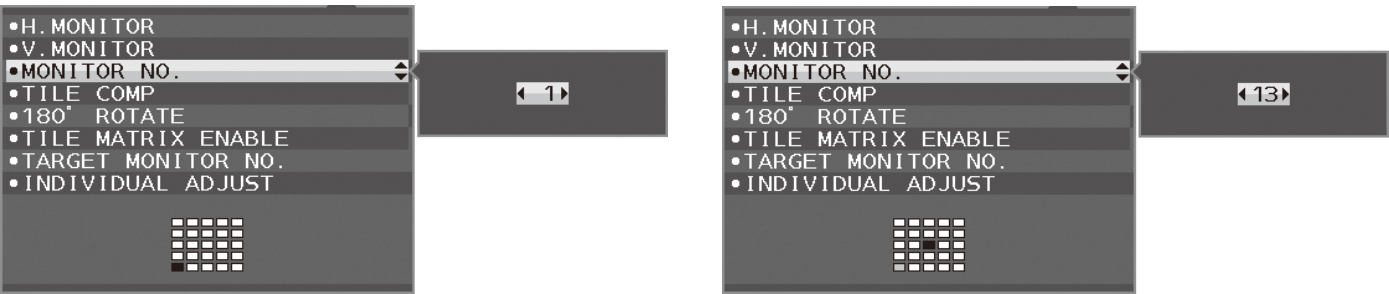 •H.MONITOR
•V.MONITOR
•MONITOR NO.
•TILE COMP
•180° ROTATE
•TILE MATRIX ENABLE
•TARGET MONITOR NO.
•INDIVIDUAL ADJUST
1
•H.MONITOR
•V.MONITOR
•MONITOR NO.
•TILE COMP
•180° ROTATE
•TILE MATRIX ENABLE
•TARGET MONITOR NO.
•INDIVIDUAL ADJUST
13